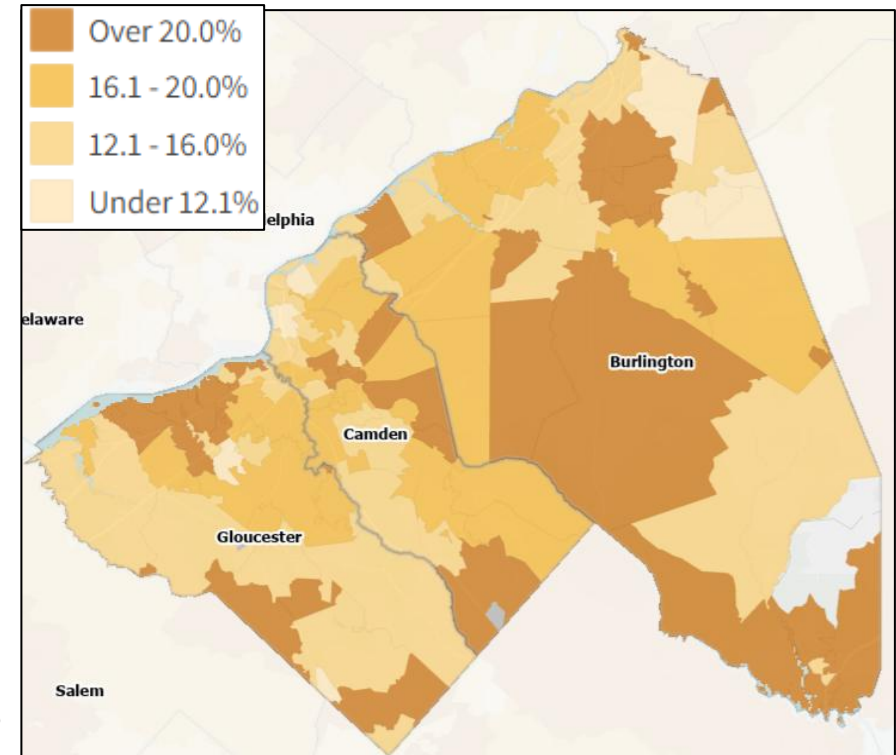 Over 20.0%
16.1 - 20.0%
12.1 - 16.0%
Under 12.1%
elphia
elaware
Burlington
Camden
Gloucester
Salem